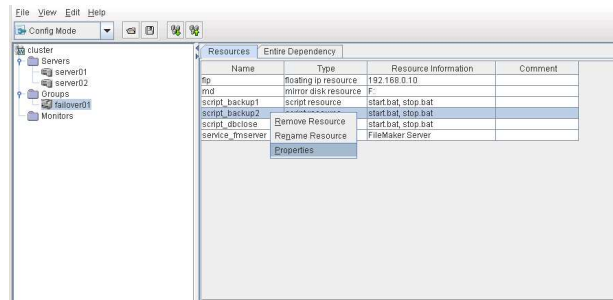 File View Edit Help
Config Mode
cluster
Servers
server01
server02
Groups
failover01
Monitors
Resources Entire Dependency
Name Type Resource Information Comment
fip floating ip resource 192.168.0.10
md mirror disk resource F:
script_backup1 script resource start.bat, stop.bat
script_backup2 script resource start.bat, stop.bat
script_dbclose start.bat, stop.bat
service_fmserver FileMaker Server
Remove Resource
Rename Resource
Properties